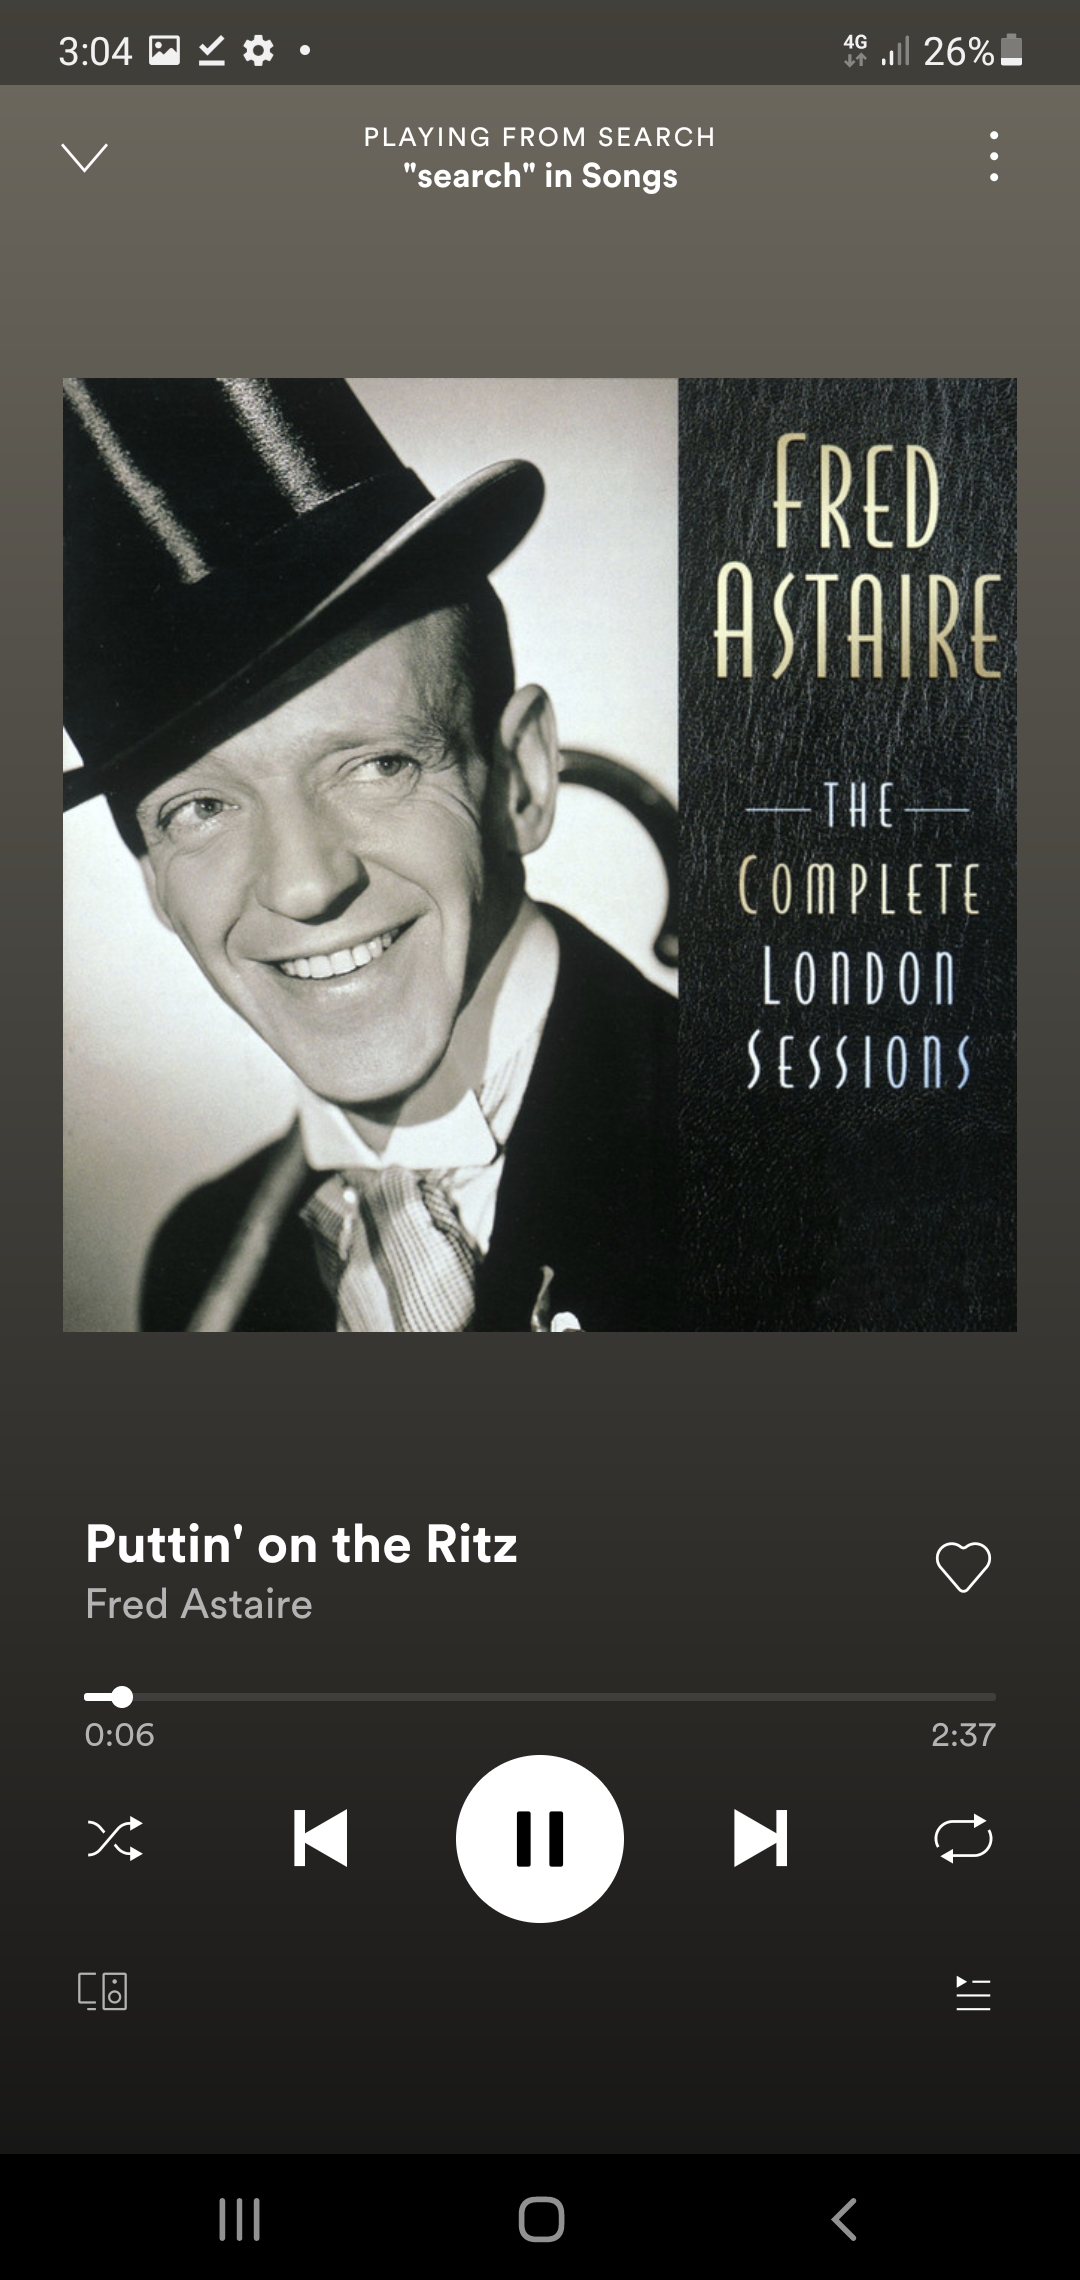 3:04
4G 26%
PLAYING FROM SEARCH
"search" in Songs
FRED
ASTAIRE
THE
COMPLETE
LONDON
SESSIONS
Puttin' on the Ritz
Fred Astaire
0:06 2:37